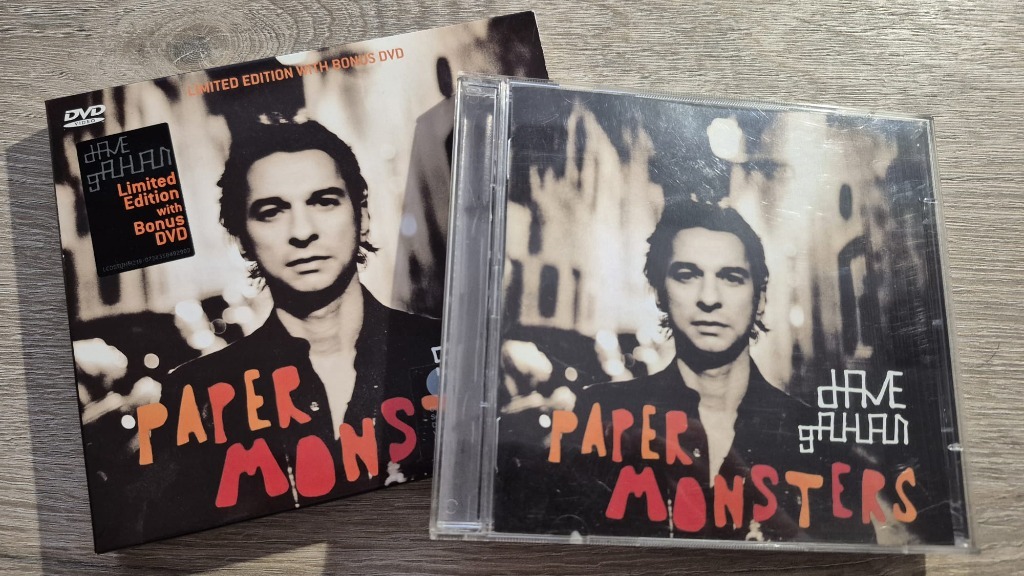 LIMITED EDITION WITH BONUS DVD
DVD
VIDEO
dAVE
gAHAN
Limited
Edition
with
Bonus
DVD
PAPER
MONS
dAVE
gAHAN
PAPER
MONSTERS